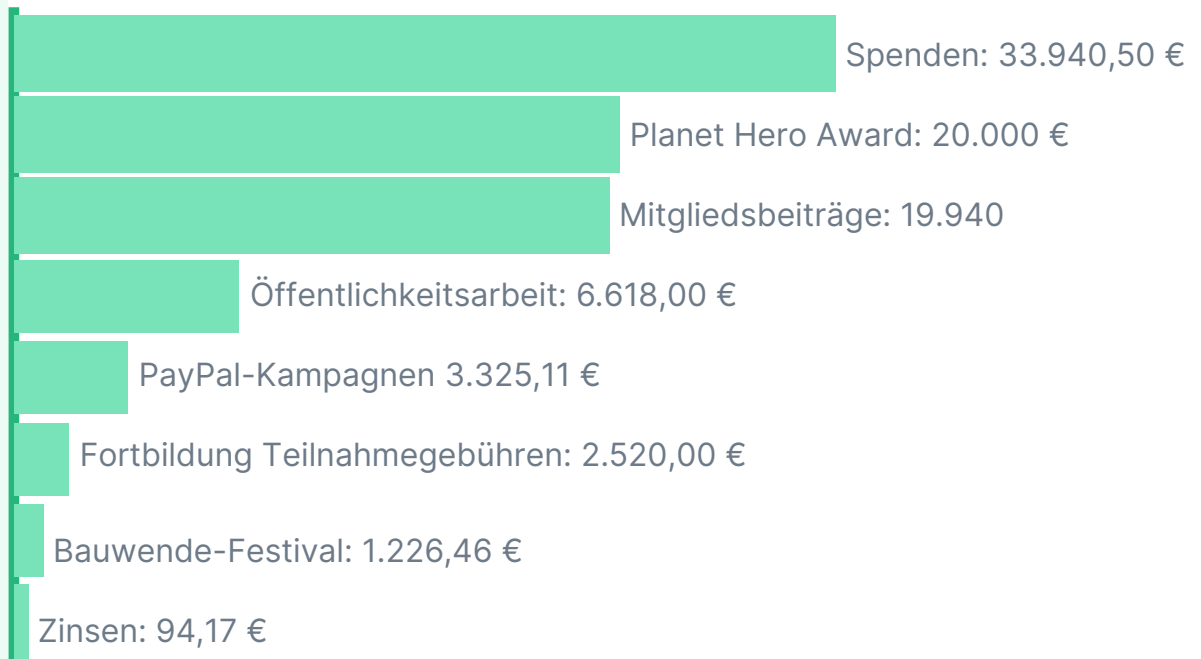 Spenden: 33.940,50 €
Planet Hero Award: 20.000 €
Mitgliedsbeiträge: 19.940
Öffentlichkeitsarbeit: 6.618,00 €
PayPal-Kampagnen 3.325,11 €
Fortbildung Teilnahmegebühren: 2.520,00 €
Bauwende-Festival: 1.226,46 €
Zinsen: 94,17 €